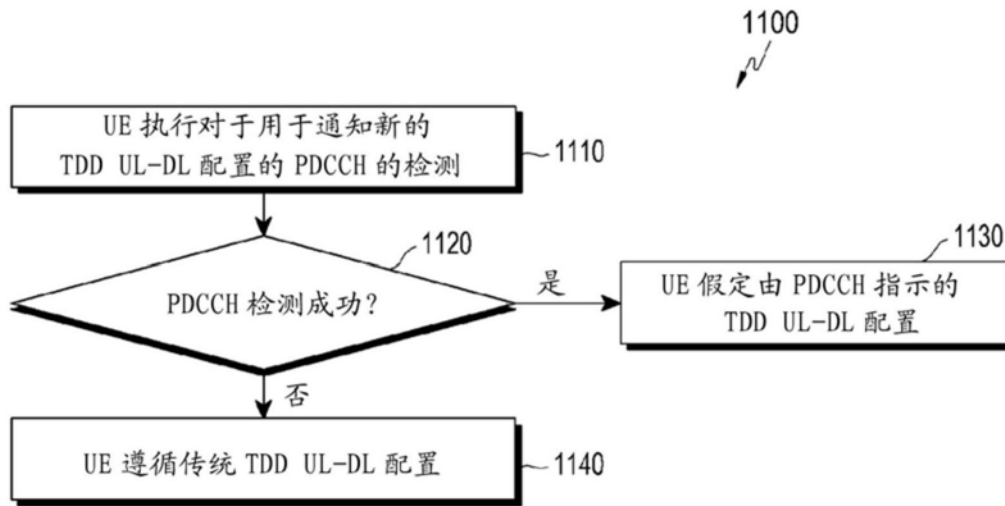 1100
UE 执行对于用于通知新的
TDD UL-DL 配置的 PDCCH 的检测
1110
1120
PDCCH 检测成功？
是
1130
UE 假定由 PDCCH 指示的
TDD UL-DL 配置
否
UE 遵循传统 TDD UL-DL 配置
1140